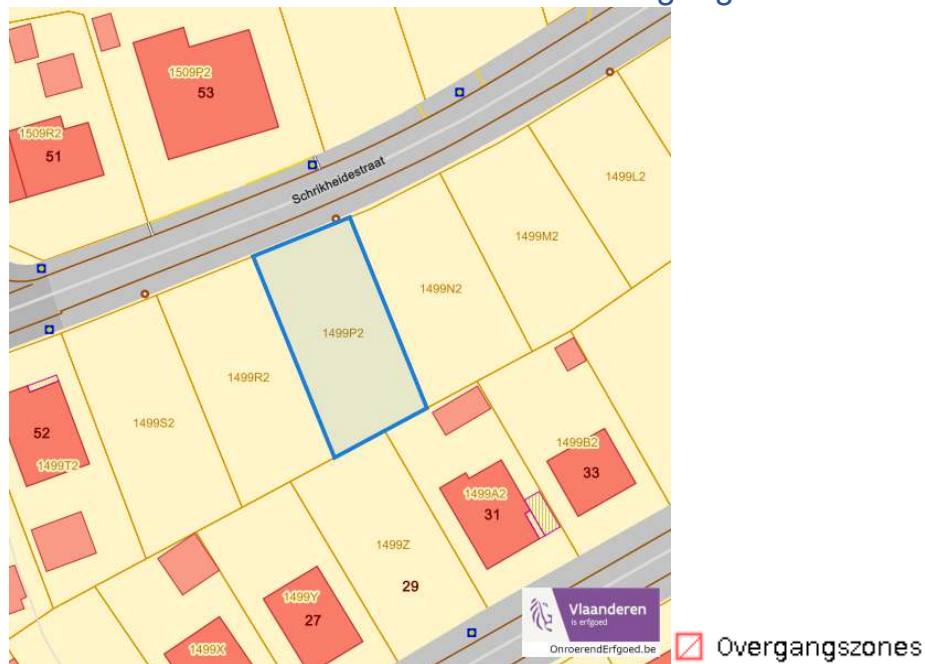 1509P2
53
1509R2
51
Schrikheidestraat
1499L2
1499M2
1499N2
1499P2
1499R2
1499S2
52
1499T2
1499B2
33
1499A2
31
1499Z
29
1499Y
27
1499X
Vlaanderen
is erfgoed
OnroerendErfgoed.be
Overgangszones